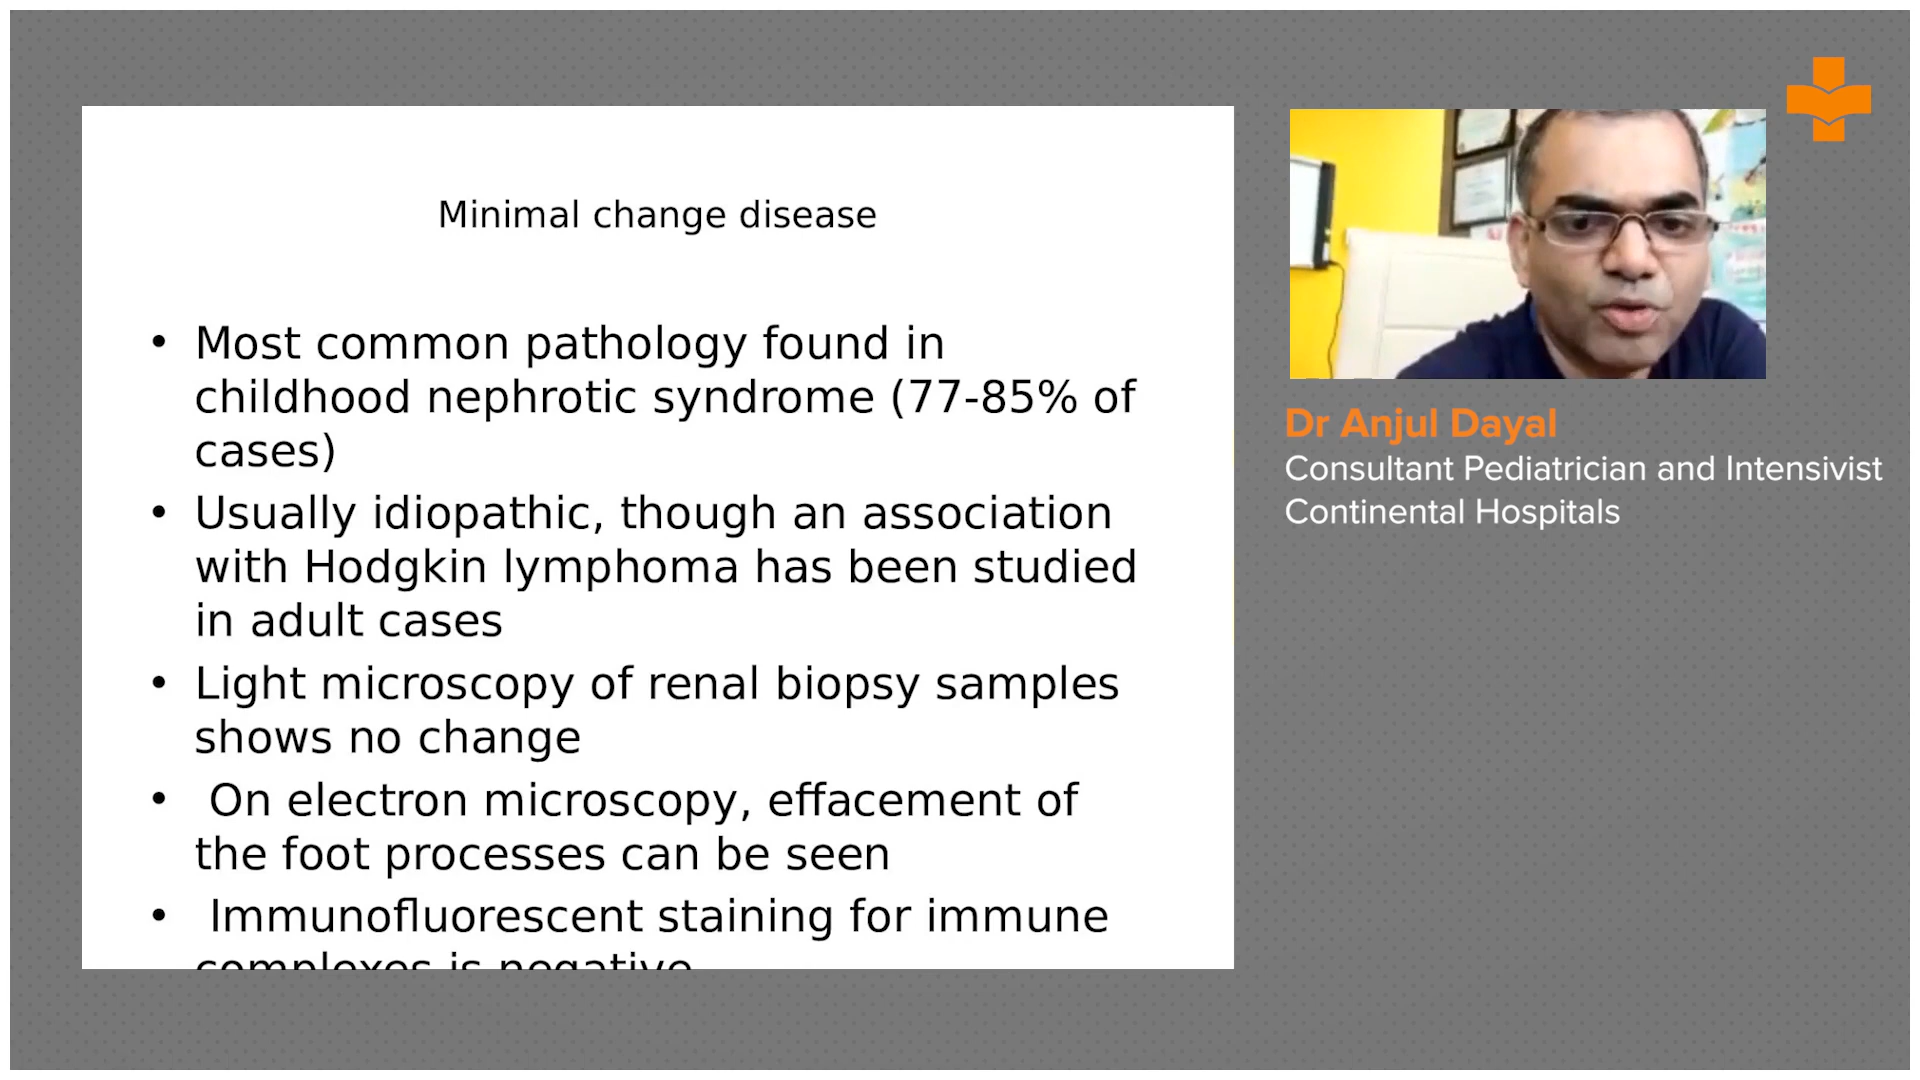 Minimal change disease
• Most common pathology found in
childhood nephrotic syndrome (77-85% of
cases)
• Usually idiopathic, though an association
with Hodgkin lymphoma has been studied
in adult cases
• Light microscopy of renal biopsy samples
shows no change
• On electron microscopy, effacement of
the foot processes can be seen
• Immunofluorescent staining for immune
complexes is negative
Dr Anjul Dayal
Consultant Pediatrician and Intensivist
Continental Hospitals